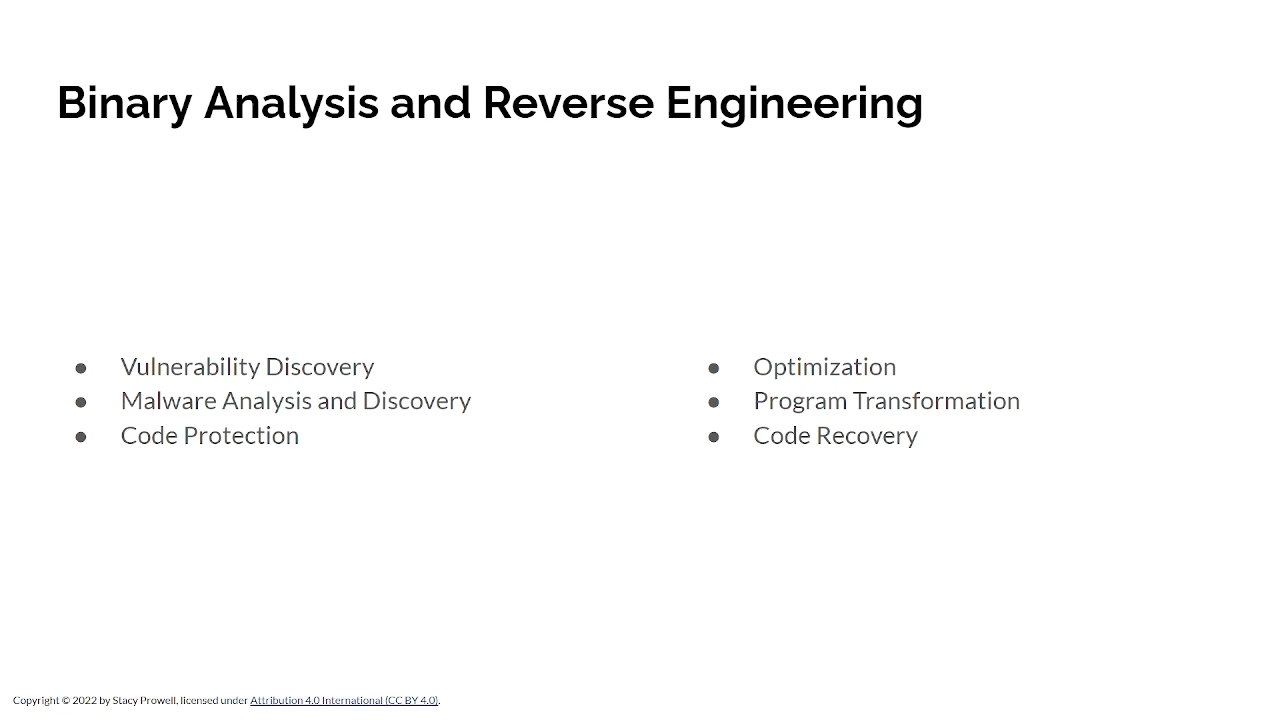 Binary Analysis and Reverse Engineering
● Vulnerability Discovery
● Malware Analysis and Discovery
● Code Protection
● Optimization
● Program Transformation
● Code Recovery
Copyright © 2022 by Stacy Prowell, licensed under Attribution 4.0 International (CC BY 4.0).